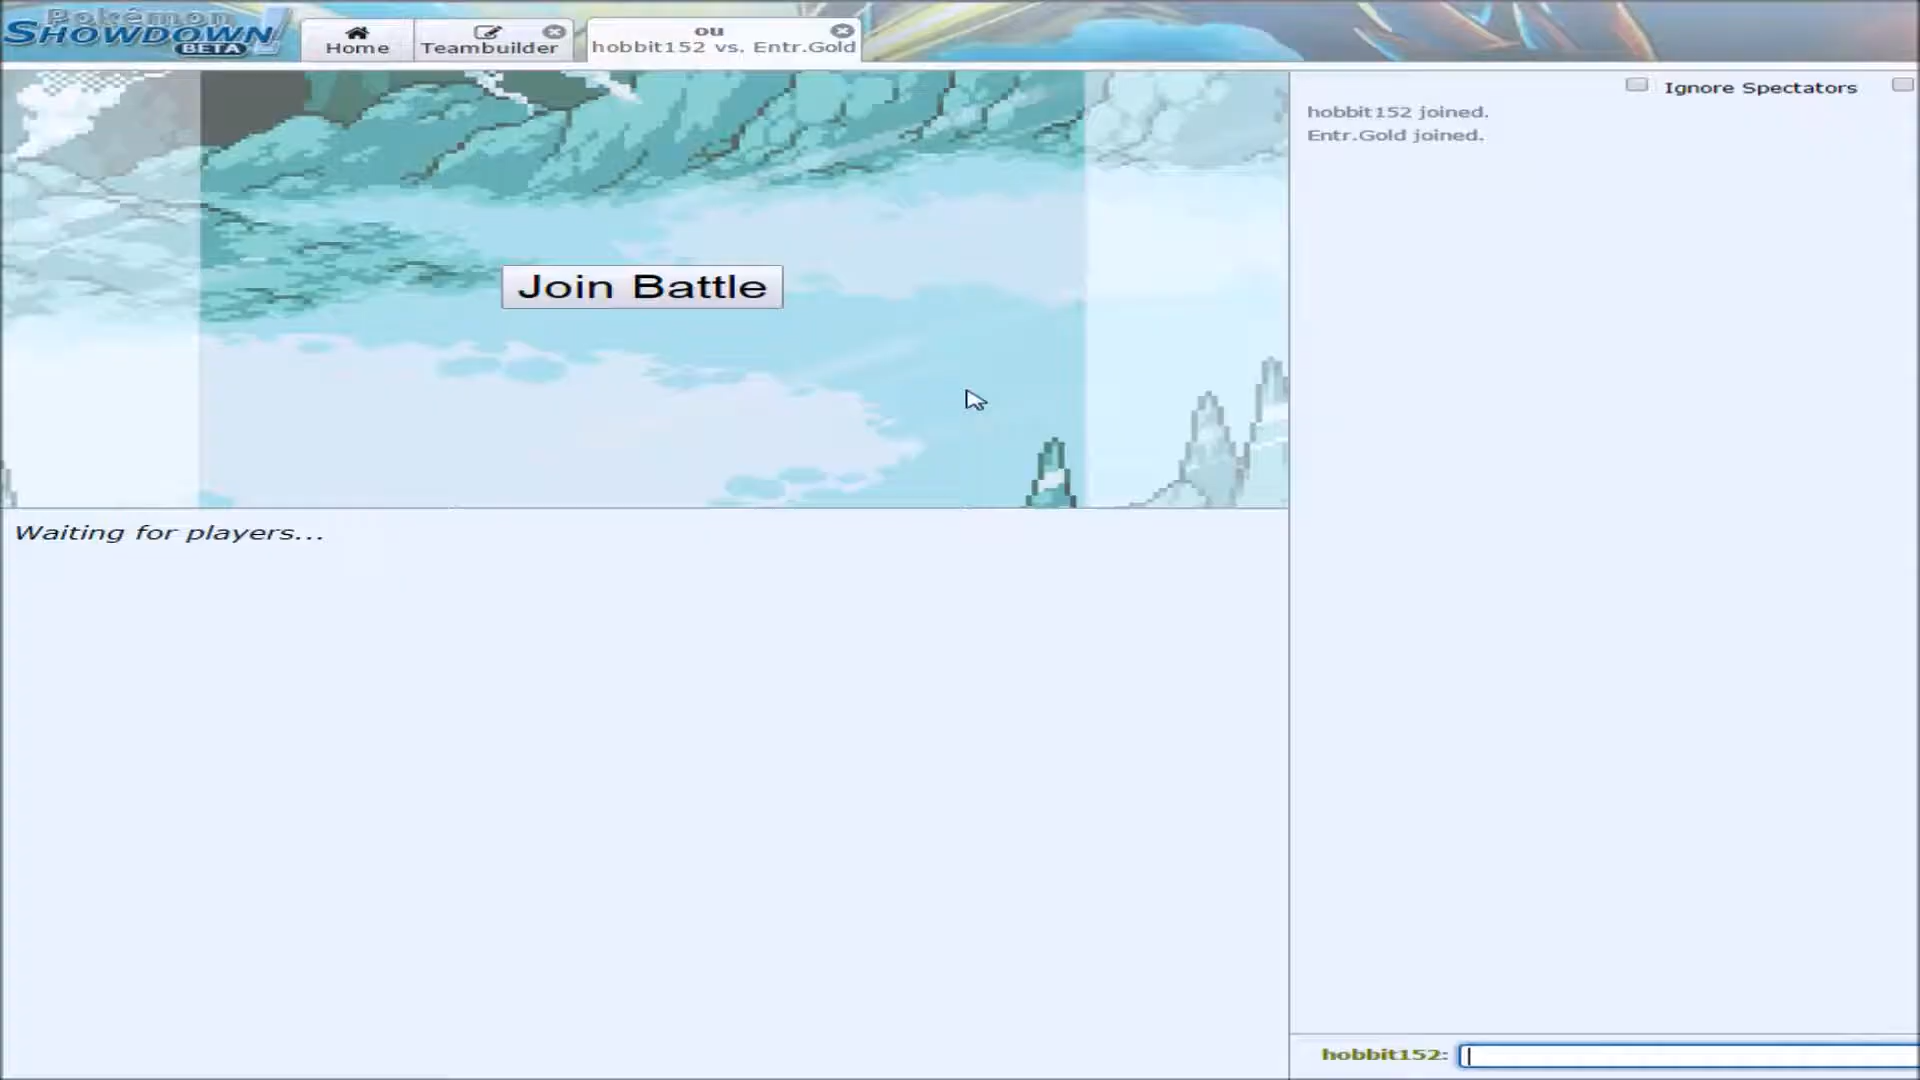 Pokémon
SHOWDOWN!
BETA
Home
Teambuilder
ou
hobbit152 vs. Entr.Gold
Ignore Spectators
hobbit152 joined.
Entr.Gold joined.
Join Battle
Waiting for players...
hobbit152: